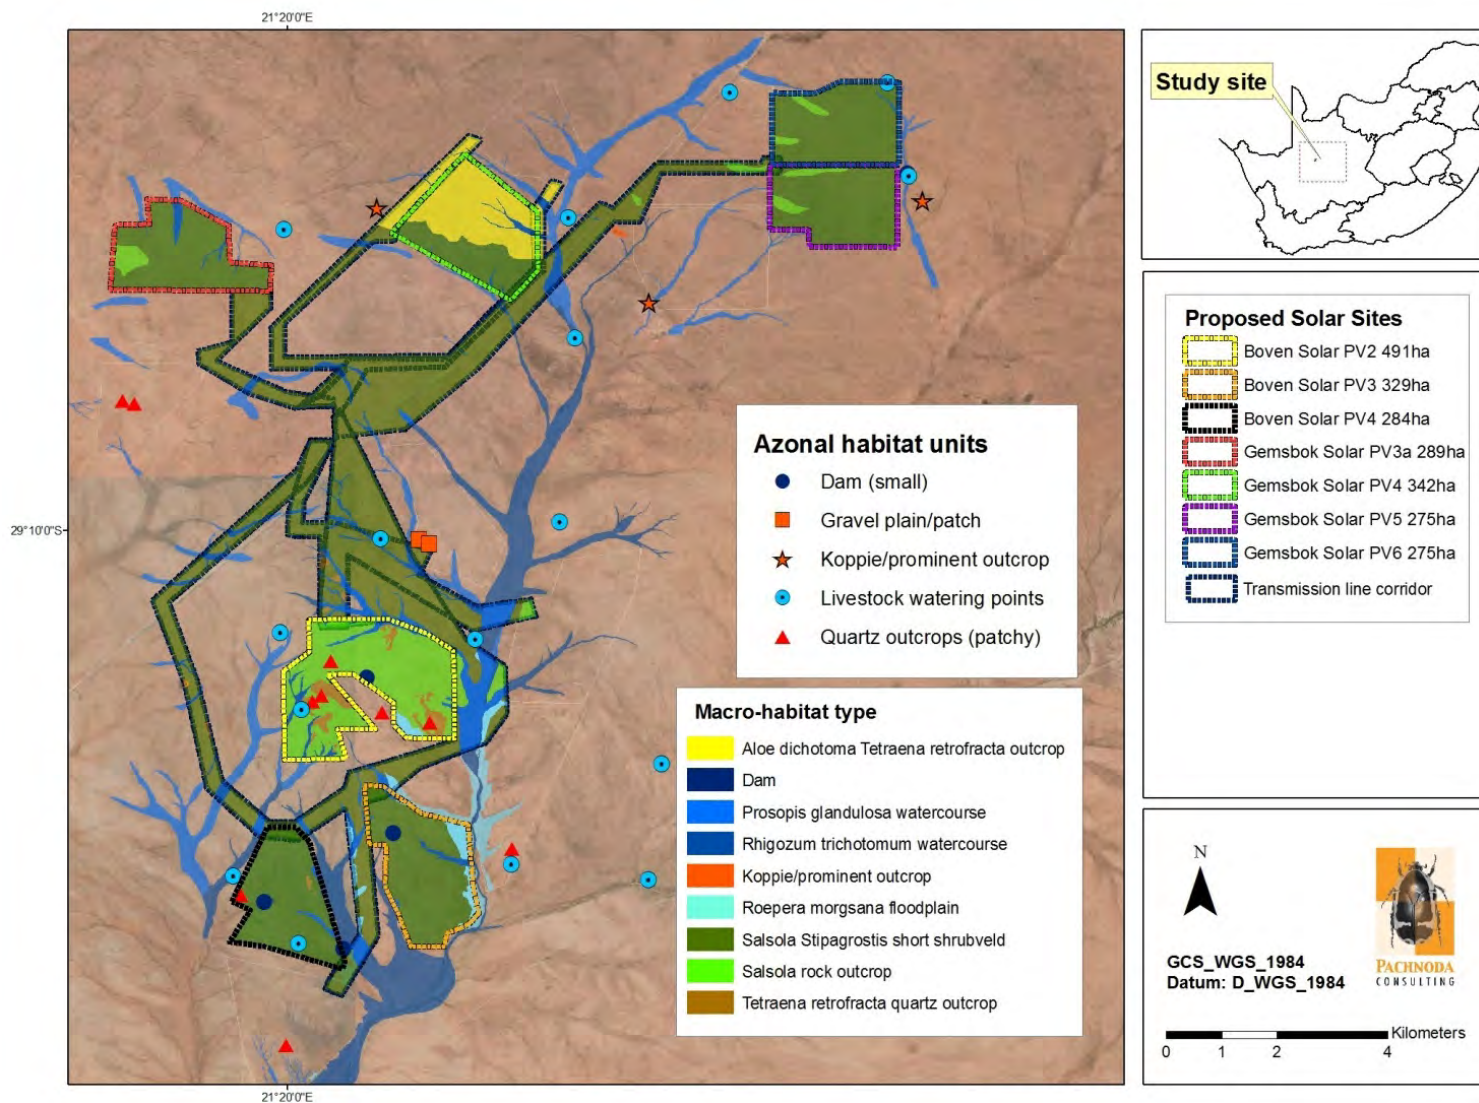 21°20'0"E
Study site
29°10'0"S
Azonal habitat units
Dam (small)
Gravel plain/patch
Koppie/prominent outcrop
Livestock watering points
Quartz outcrops (patchy)
Macro-habitat type
Aloe dichotoma Tetraena retrofracta outcrop
Dam
Prosopis glandulosa watercourse
Rhigozum trichotomum watercourse
Koppie/prominent outcrop
Roepera morgsana floodplain
Salsola Stipagrostis short shrubveld
Salsola rock outcrop
Tetraena retrofracta quartz outcrop
21°20'0"E
Proposed Solar Sites
Boven Solar PV2 491ha
Boven Solar PV3 329ha
Boven Solar PV4 284ha
Gemsbok Solar PV3a 289ha
Gemsbok Solar PV4 342ha
Gemsbok Solar PV5 275ha
Gemsbok Solar PV6 275ha
Transmission line corridor
N
GCS_WGS_1984
Datum: D_WGS_1984
PACHNODA
CONSULTING
Kilometers
0 1 2 4